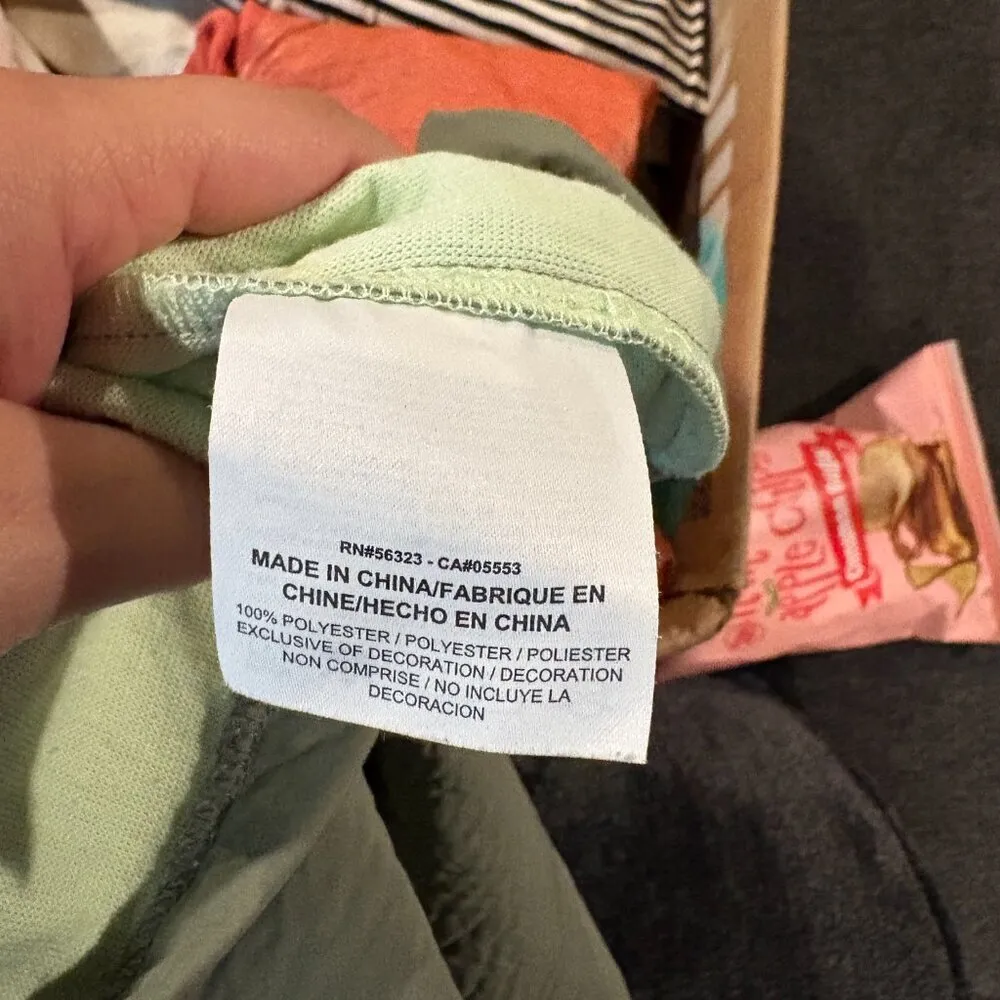 RN#56323 - CA#05553
MADE IN CHINA/FABRIQUE EN
CHINE/HECHO EN CHINA
100% POLYESTER / POLYESTER / POLIESTER
EXCLUSIVE OF DECORATION / DECORATION
NON COMPRISE / NO INCLUYE LA
DECORACION
apple